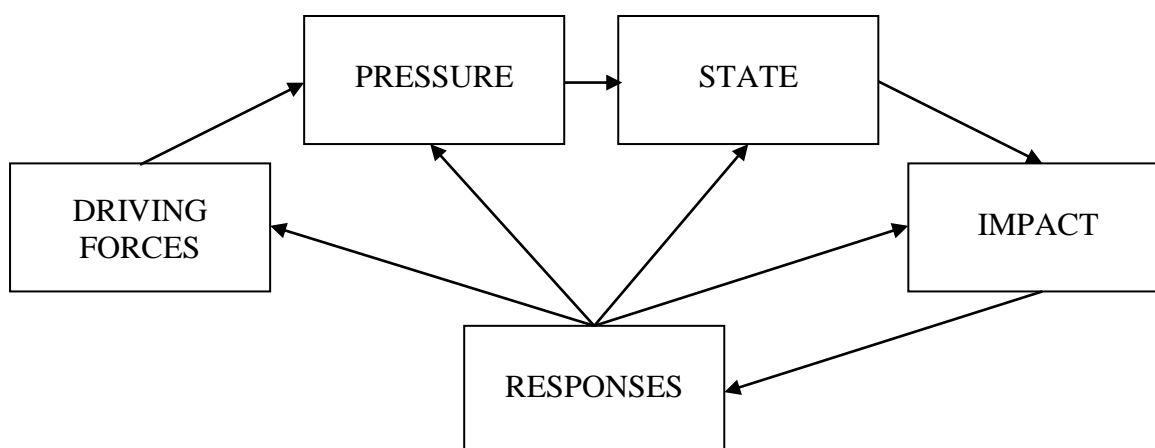 PRESSURE
STATE
DRIVING
FORCES
IMPACT
RESPONSES